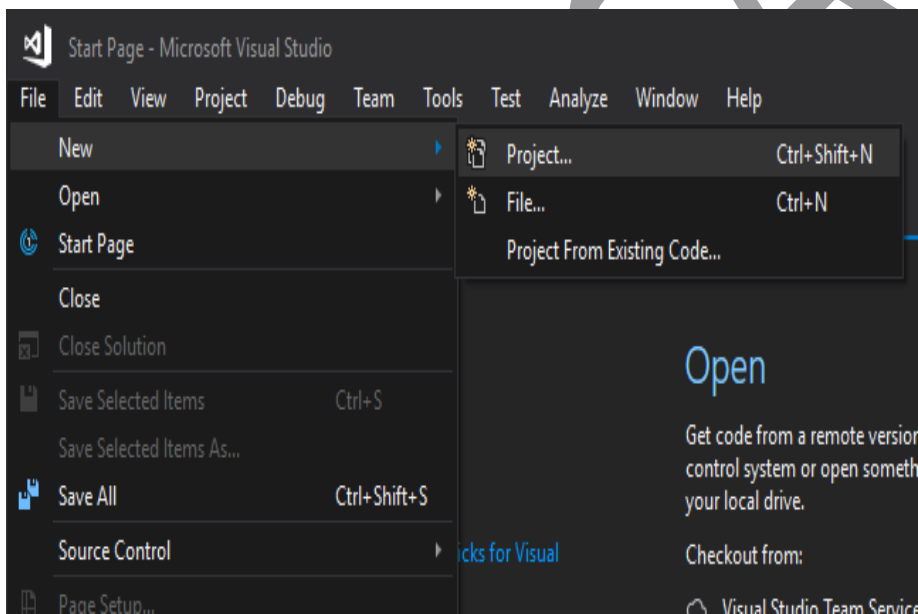 Start Page - Microsoft Visual Studio
File Edit View Project Debug Team Tools Test Analyze Window Help
New
Project... Ctrl+Shift+N
Open
File... Ctrl+N
Start Page
Project From Existing Code...
Close
Close Solution
Save Selected Items Ctrl+S
Save Selected Items As...
Save All Ctrl+Shift+S
Source Control
Page Setup...
icks for Visual
Open
Get code from a remote version
control system or open someth
your local drive.
Checkout from:
Visual Studio Team Service